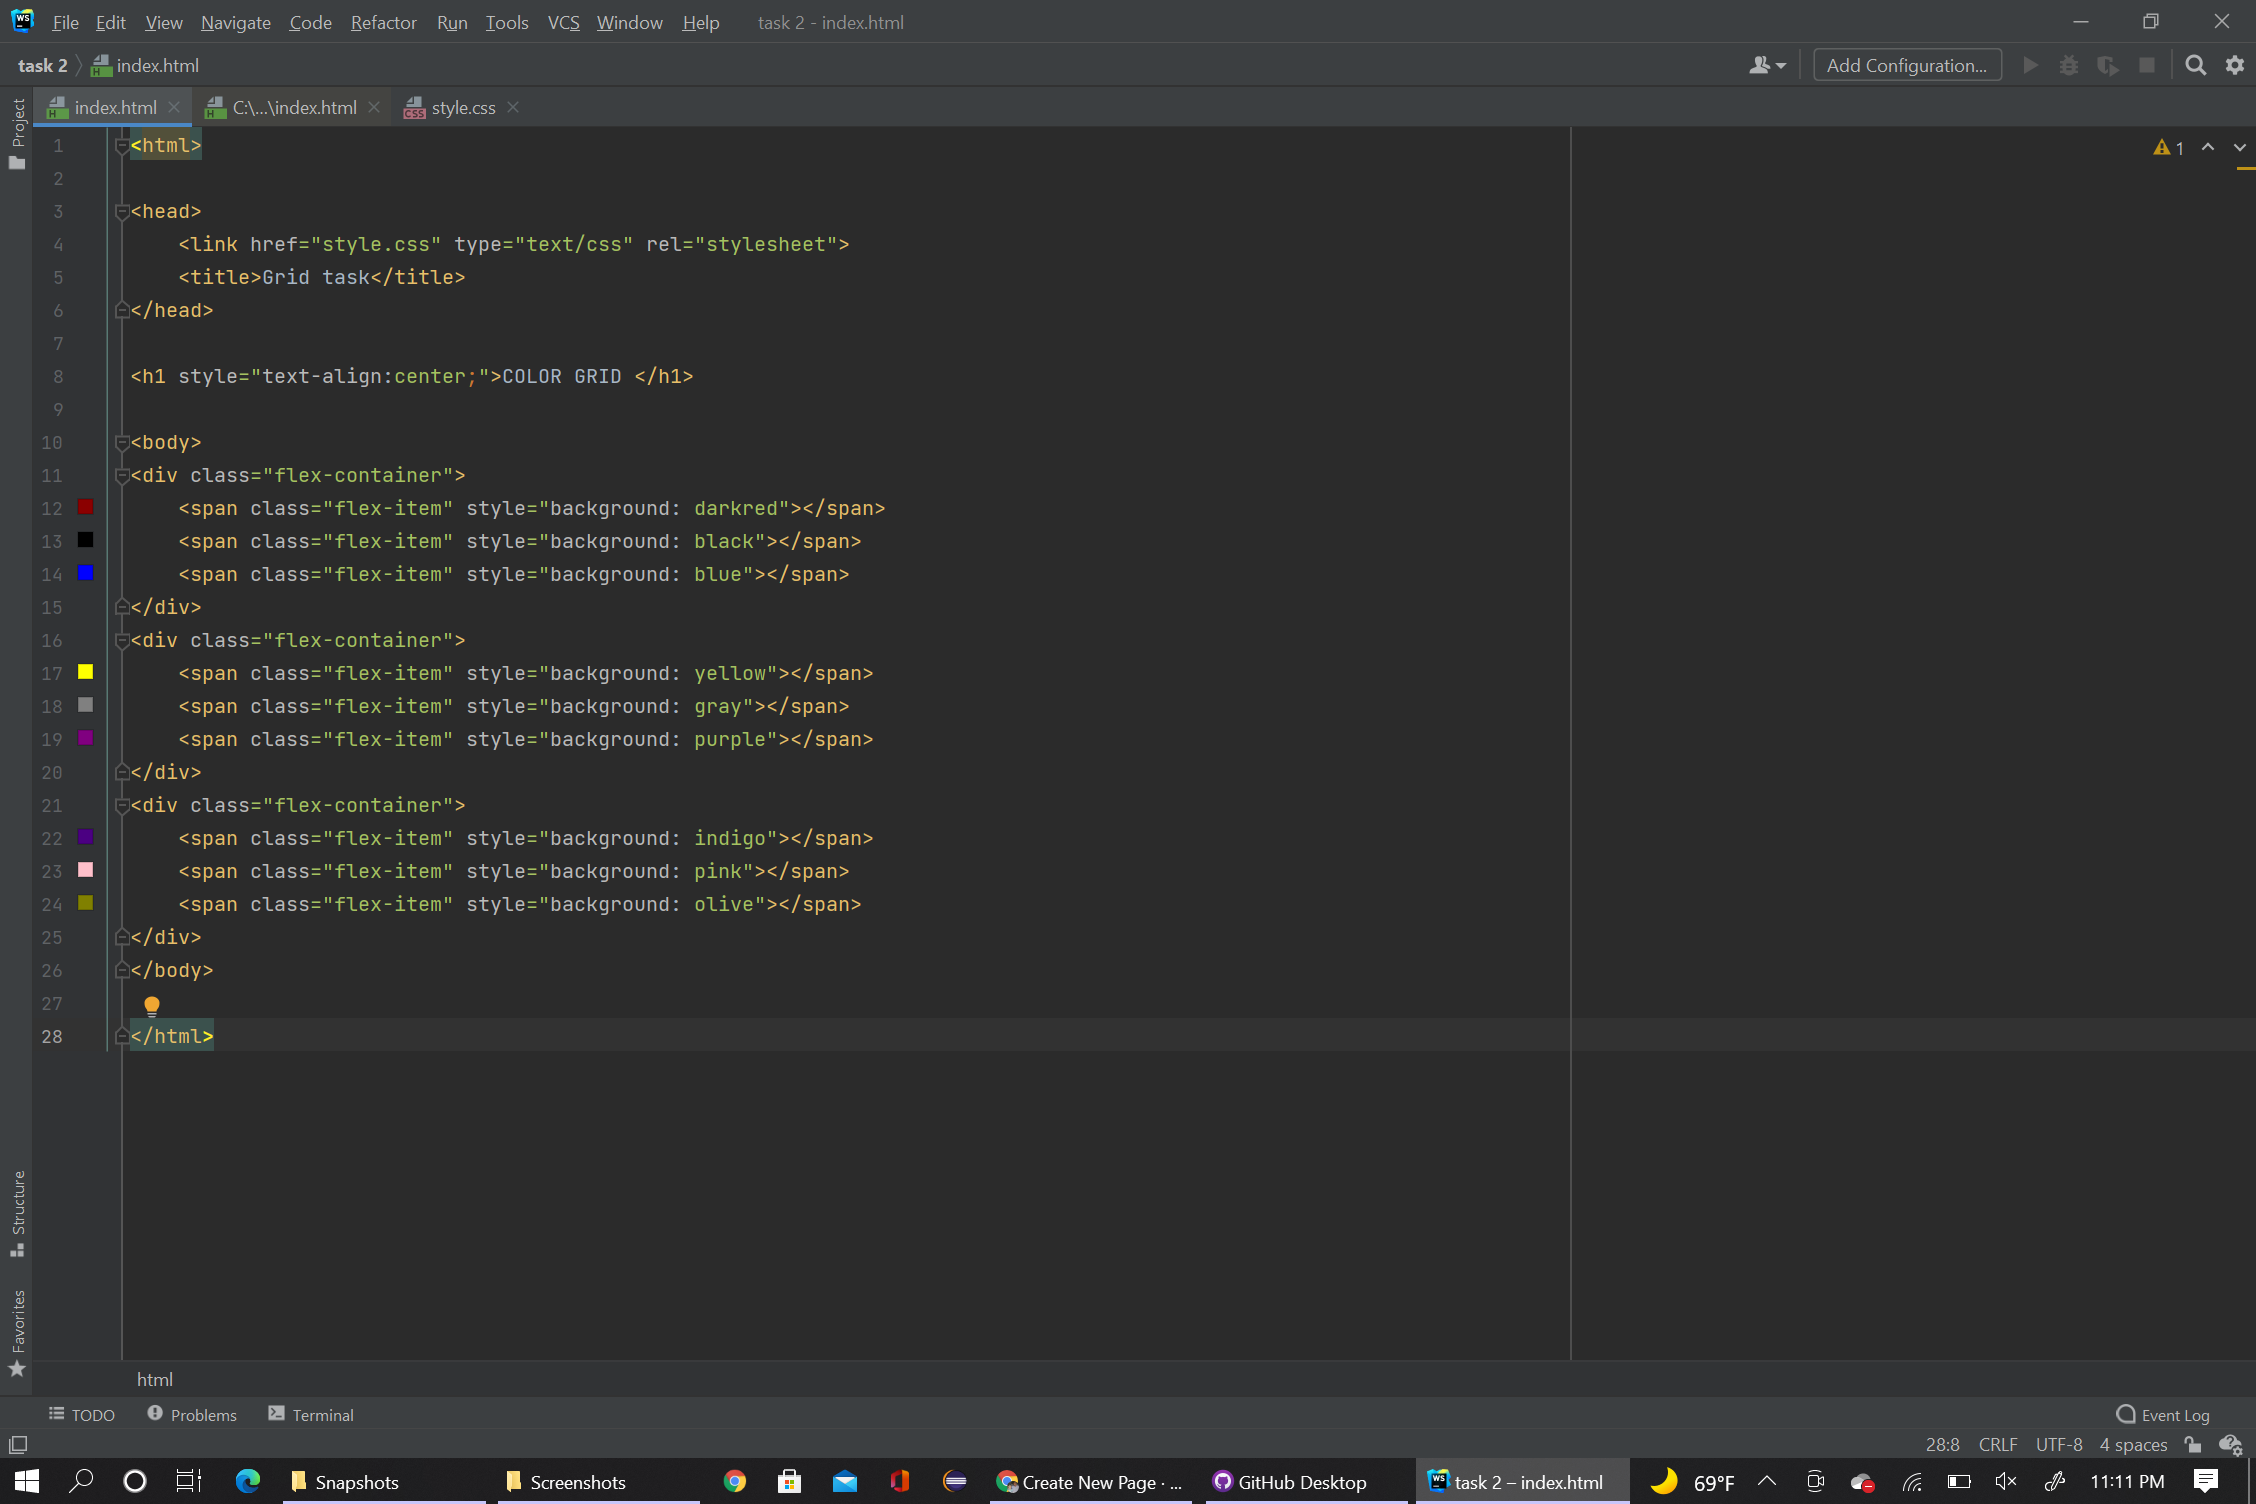 WS File Edit View Navigate Code Refactor Run Tools VCS Window Help task 2 - index.html
task 2 index.html Add Configuration...
index.html C:\...\index.html style.css
Project
1 <html>
1
2
3 <head>
4 <link href="style.css" type="text/css" rel="stylesheet">
5 <title>Grid task</title>
6 </head>
7
8 <h1 style="text-align:center;">COLOR GRID </h1>
9
10 <body>
11 <div class="flex-container">
12 <span class="flex-item" style="background: darkred"></span>
13 <span class="flex-item" style="background: black"></span>
14 <span class="flex-item" style="background: blue"></span>
15 </div>
16 <div class="flex-container">
17 <span class="flex-item" style="background: yellow"></span>
18 <span class="flex-item" style="background: gray"></span>
19 <span class="flex-item" style="background: purple"></span>
20 </div>
21 <div class="flex-container">
22 <span class="flex-item" style="background: indigo"></span>
23 <span class="flex-item" style="background: pink"></span>
24 <span class="flex-item" style="background: olive"></span>
25 </div>
26 </body>
27
28 </html>
Structure
Favorites
html
TODO Problems Terminal Event Log
28:8 CRLF UTF-8 4 spaces
Snapshots Screenshots Create New Page · ... GitHub Desktop task 2 – index.html 69°F 11:11 PM